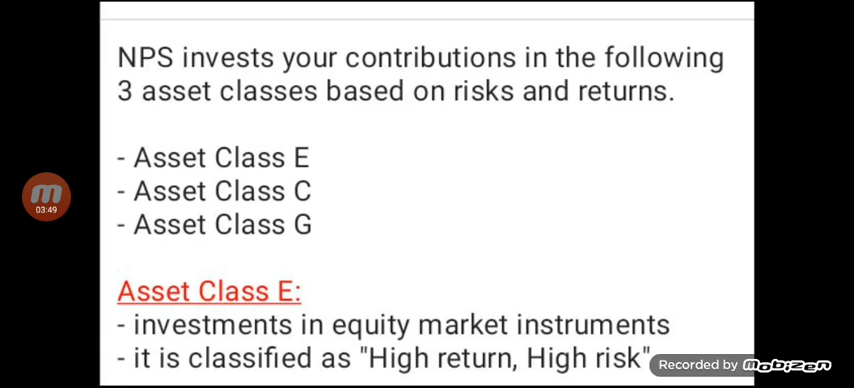 NPS invests your contributions in the following
3 asset classes based on risks and returns.
- Asset Class E
- Asset Class C
- Asset Class G
Asset Class E:
- investments in equity market instruments
- it is classified as "High return, High risk"
03:49
Recorded by Mobizen